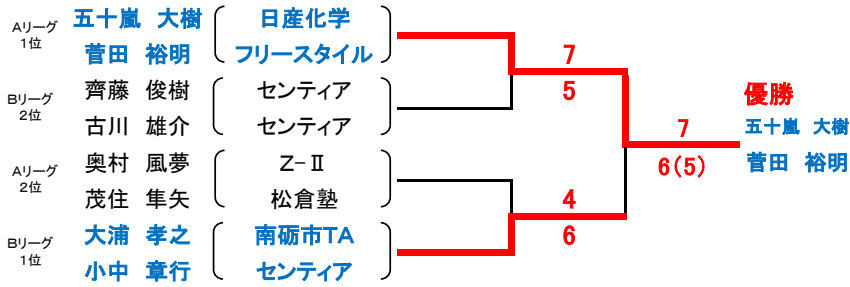 Aリーグ 1位
五十嵐 大樹 (日産化学)
菅田 裕明 (フリースタイル)
Bリーグ 2位
齊藤 俊樹 (センティア)
古川 雄介 (センティア)
Aリーグ 2位
奥村 風夢 (Z-Ⅱ)
茂住 隼矢 (松倉塾)
Bリーグ 1位
大浦 孝之 (南砺市TA)
小中 章行 (センティア)
7
5
4
6
7
6(5)
優勝
五十嵐 大樹
菅田 裕明